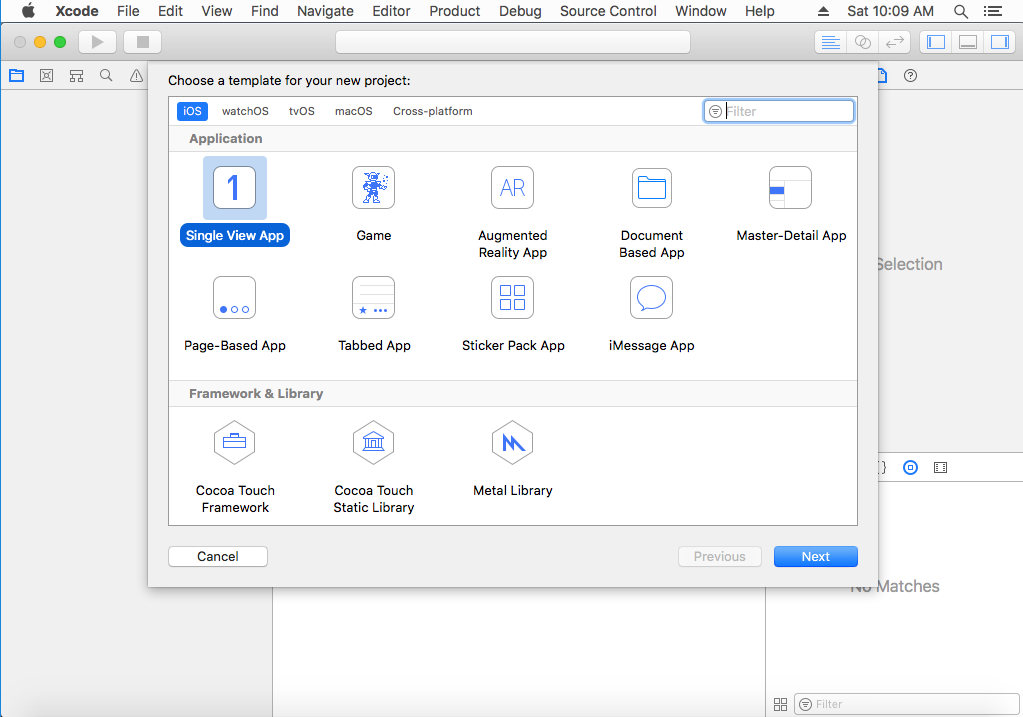 Xcode File Edit View Find Navigate Editor Product Debug Source Control Window Help Sat 10:09 AM
Choose a template for your new project:
iOS watchOS tvOS macOS Cross-platform Filter
Application
1 AR
Single View App Game Augmented Reality App Document Based App Master-Detail App
Selection
Page-Based App Tabbed App Sticker Pack App iMessage App
Framework & Library
Cocoa Touch Framework Cocoa Touch Static Library Metal Library
Cancel Previous Next
No Matches
Filter